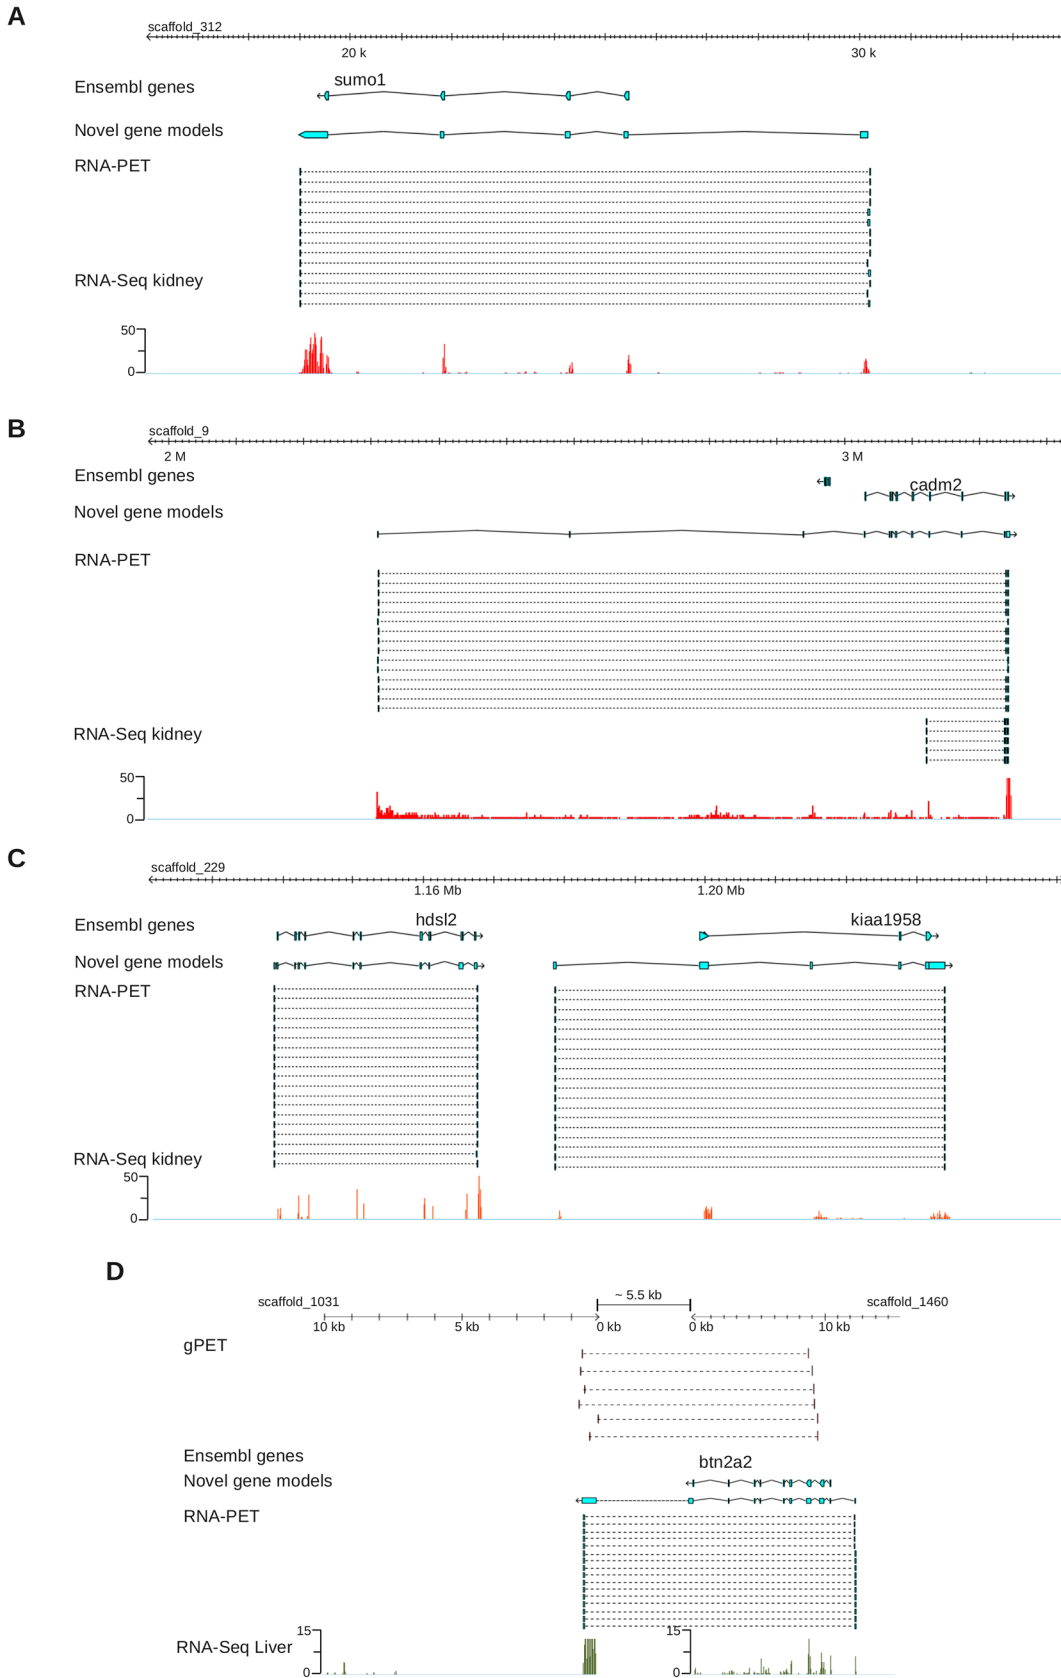 A
scaffold_312
20 k 30 k
Ensembl genes
sumo1
Novel gene models
RNA-PET
RNA-Seq kidney
50
0
B
scaffold_9
2 M 3 M
Ensembl genes
cadm2
Novel gene models
RNA-PET
RNA-Seq kidney
50
0
C
scaffold_229
1.16 Mb 1.20 Mb
Ensembl genes
hdsl2 kiaa1958
Novel gene models
RNA-PET
RNA-Seq kidney
50
0
D
~ 5.5 kb
scaffold_1031 scaffold_1460
10 kb 5 kb 0 kb 0 kb 10 kb
gPET
Ensembl genes
btn2a2
Novel gene models
RNA-PET
15 15
RNA-Seq Liver
0 0